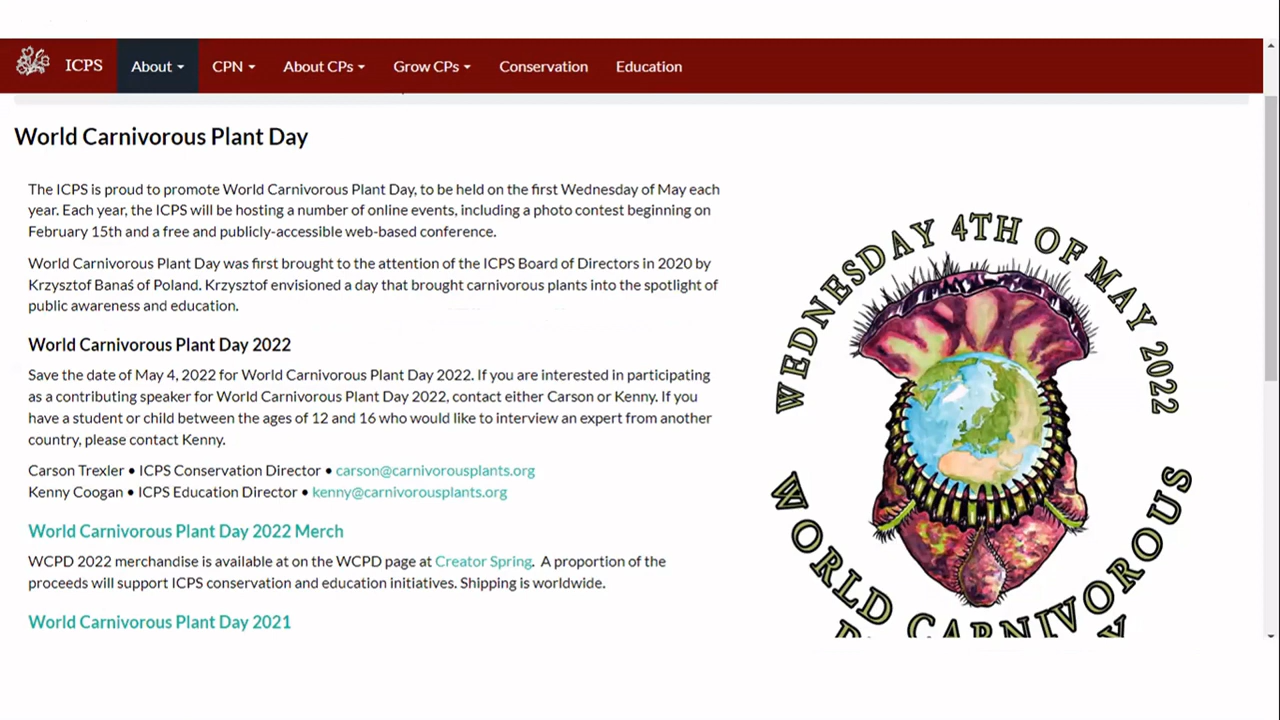 ICPS
About
CPN
About CPs
Grow CPs
Conservation
Education
World Carnivorous Plant Day
The ICPS is proud to promote World Carnivorous Plant Day, to be held on the first Wednesday of May each
year. Each year, the ICPS will be hosting a number of online events, including a photo contest beginning on
February 15th and a free and publicly-accessible web-based conference.
World Carnivorous Plant Day was first brought to the attention of the ICPS Board of Directors in 2020 by
Krzysztof Banaś of Poland. Krzysztof envisioned a day that brought carnivorous plants into the spotlight of
public awareness and education.
World Carnivorous Plant Day 2022
Save the date of May 4, 2022 for World Carnivorous Plant Day 2022. If you are interested in participating
as a contributing speaker for World Carnivorous Plant Day 2022, contact either Carson or Kenny. If you
have a student or child between the ages of 12 and 16 who would like to interview an expert from another
country, please contact Kenny.
Carson Trexler • ICPS Conservation Director • carson@carnivorousplants.org
Kenny Coogan • ICPS Education Director • kenny@carnivorousplants.org
World Carnivorous Plant Day 2022 Merch
WCPD 2022 merchandise is available at on the WCPD page at Creator Spring. A proportion of the
proceeds will support ICPS conservation and education initiatives. Shipping is worldwide.
World Carnivorous Plant Day 2021
WEDNESDAY 4TH OF MAY 2022
WORLD CARNIVOROUS